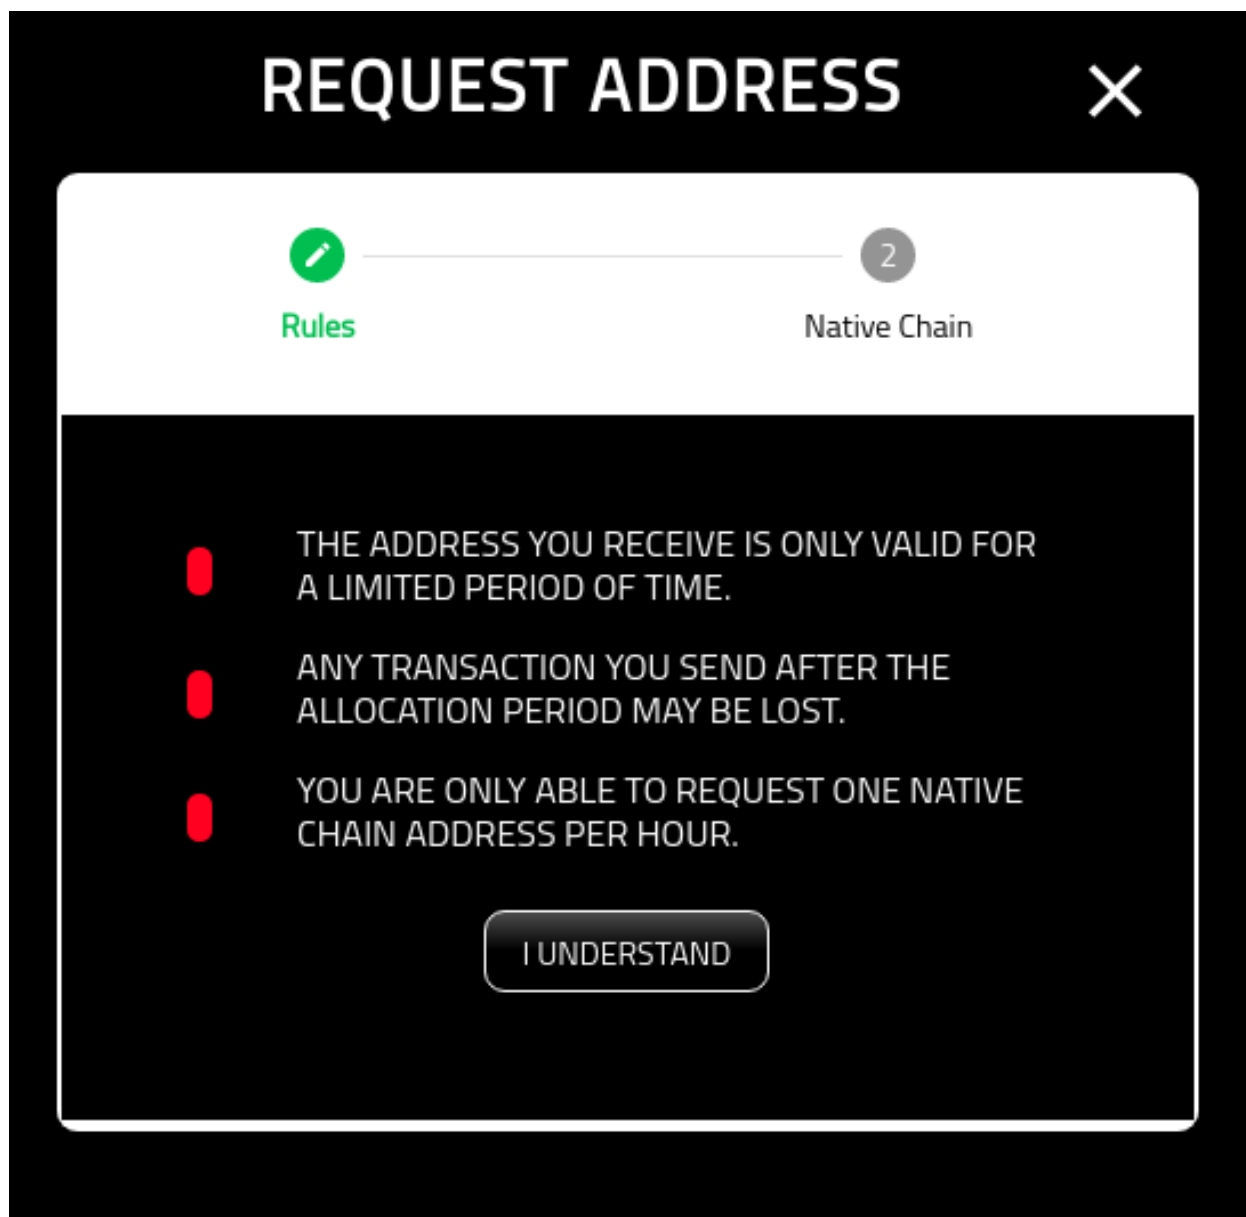 REQUEST ADDRESS
2
Rules
Native Chain
THE ADDRESS YOU RECEIVE IS ONLY VALID FOR
A LIMITED PERIOD OF TIME.
ANY TRANSACTION YOU SEND AFTER THE
ALLOCATION PERIOD MAY BE LOST.
YOU ARE ONLY ABLE TO REQUEST ONE NATIVE
CHAIN ADDRESS PER HOUR.
I UNDERSTAND